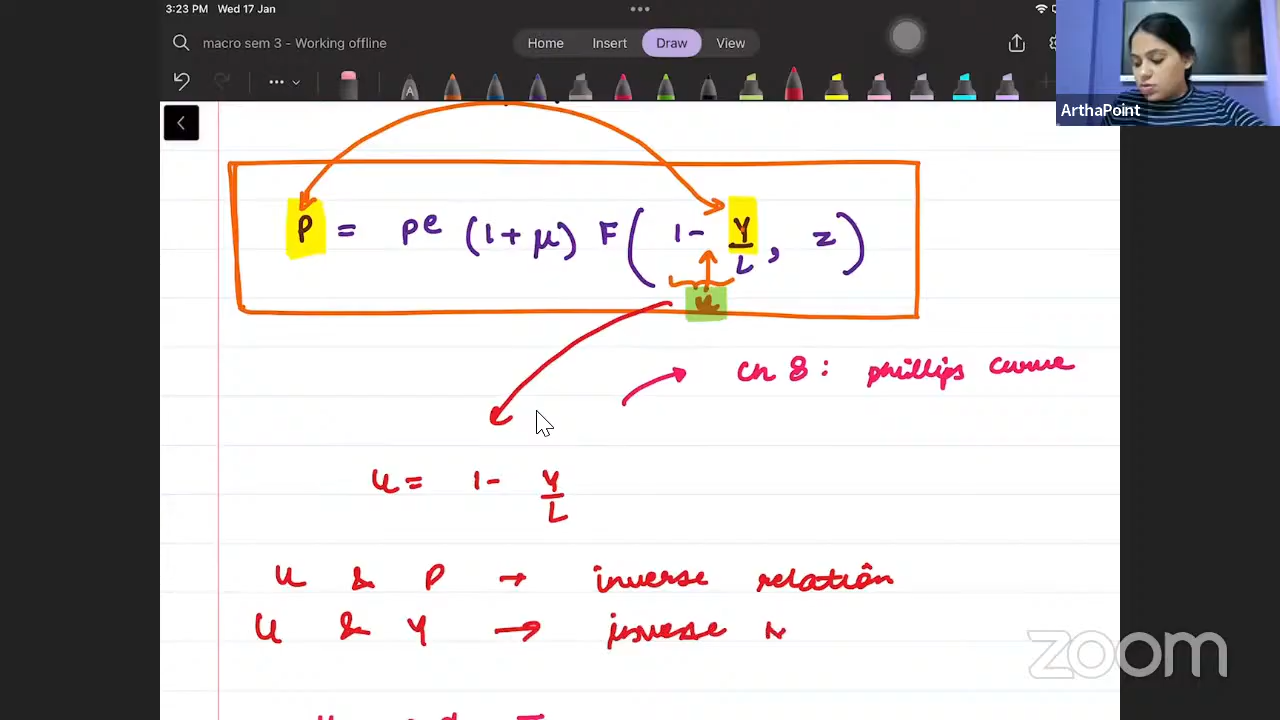 3:23 PM Wed 17 Jan
macro sem 3 - Working offline
Home Insert Draw View
ArthaPoint
P = Pe (1 + μ) F ( 1 - Y/L , z )
u
Ch 8 : phillips curve
u = 1 - Y/L
u & P → inverse relation
u & Y → inverse
zoom